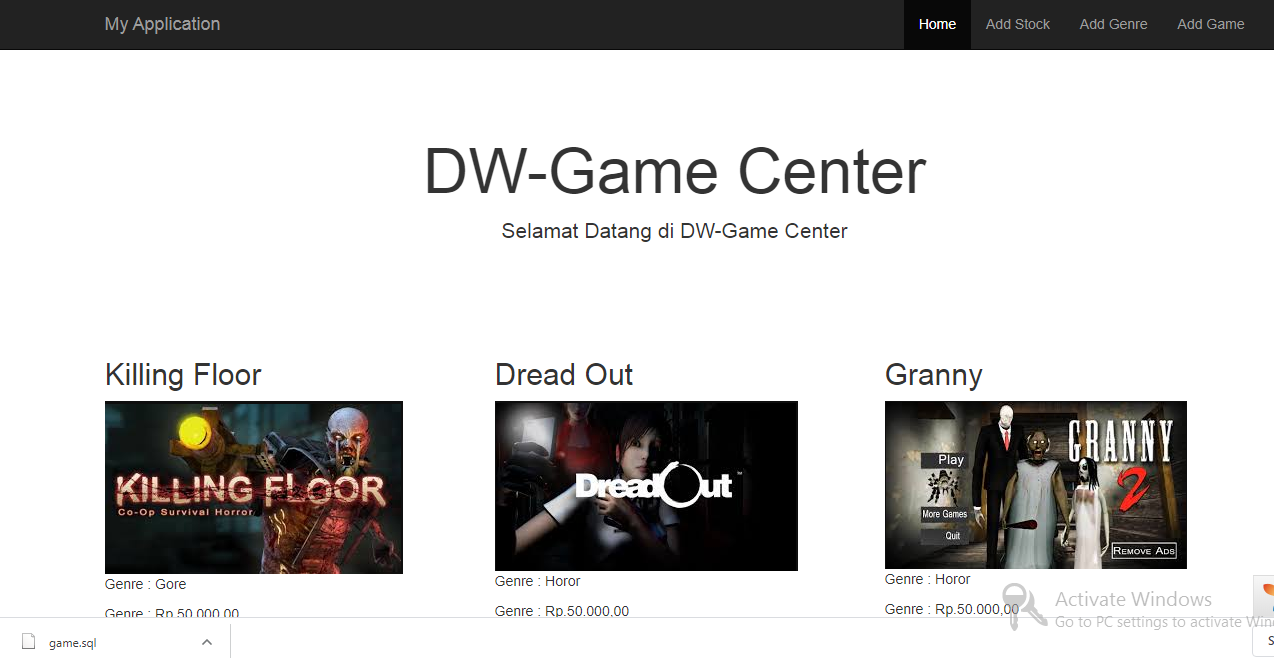 My Application
Home Add Stock Add Genre Add Game
DW-Game Center
Selamat Datang di DW-Game Center
Killing Floor
Dread Out
Granny
KILLING FLOOR
Co-Op Survival Horror
DreadOut
™
GRANNY
2
Play
More Games
Quit
REMOVE ADS
Genre : Gore
Genre : Rp.50.000,00
Genre : Horor
Genre : Rp.50.000,00
Genre : Horor
Genre : Rp.50.000,00
Activate Windows
Go to PC settings to activate Win
game.sql
S